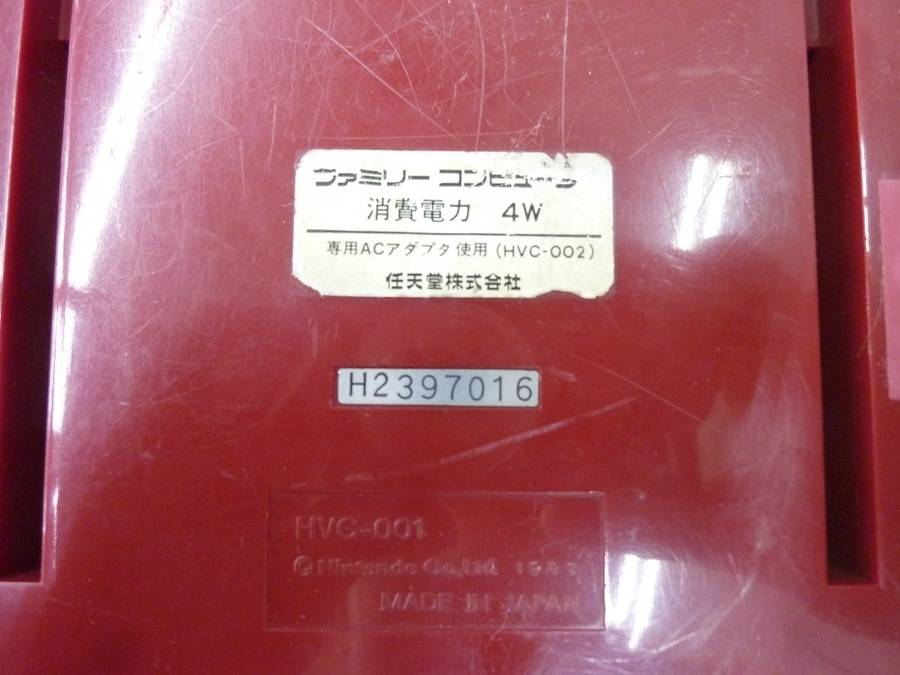 ファミリー コンピュータ
消費電力 4W
専用ACアダプタ使用(HVC-002)
任天堂株式会社
H2397016
HVC-001
© Nintendo Co.,Ltd. 1983
MADE IN JAPAN